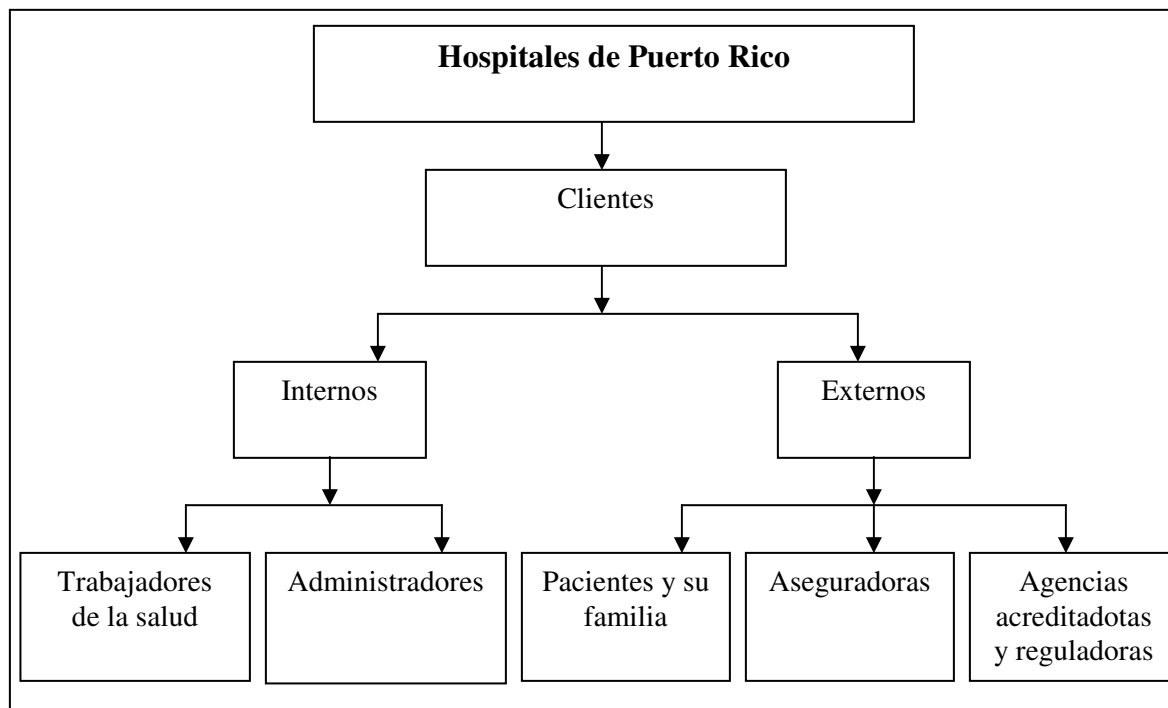 Hospitales de Puerto Rico
Clientes
Internos
Externos
Trabajadores
de la salud
Administradores
Pacientes y su
familia
Aseguradoras
Agencias
acreditadotas
y reguladoras